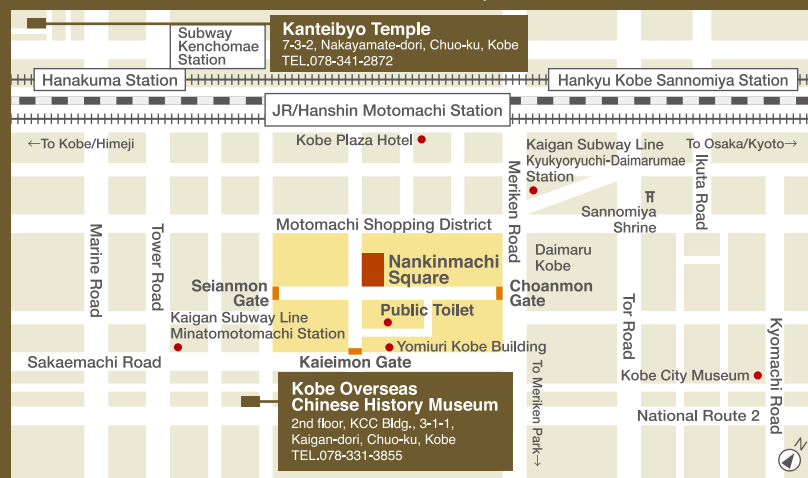 Kanteibyo Temple
7-3-2, Nakayamate-dori, Chuo-ku, Kobe
TEL.078-341-2872
Subway
Kenchomae
Station
Hanakuma Station
Hankyu Kobe Sannomiya Station
JR/Hanshin Motomachi Station
←To Kobe/Himeji
Kobe Plaza Hotel
Kaigan Subway Line
Kyukyoryuchi-Daimarumae
Station
To Osaka/Kyoto→
Ikuta Road
Meriken Road
Sannomiya
Shrine
Motomachi Shopping District
Marine Road
Tower Road
Nankinmachi
Square
Daimaru
Kobe
Seianmon
Gate
Choanmon
Gate
Tor Road
Public Toilet
Kaigan Subway Line
Minatomotomachi Station
Yomiuri Kobe Building
Kyomachi Road
Sakaemachi Road
Kaieimon Gate
To Meriken Park→
Kobe City Museum
Kobe Overseas
Chinese History Museum
2nd floor, KCC Bldg., 3-1-1,
Kaigan-dori, Chuo-ku, Kobe
TEL.078-331-3855
National Route 2
N